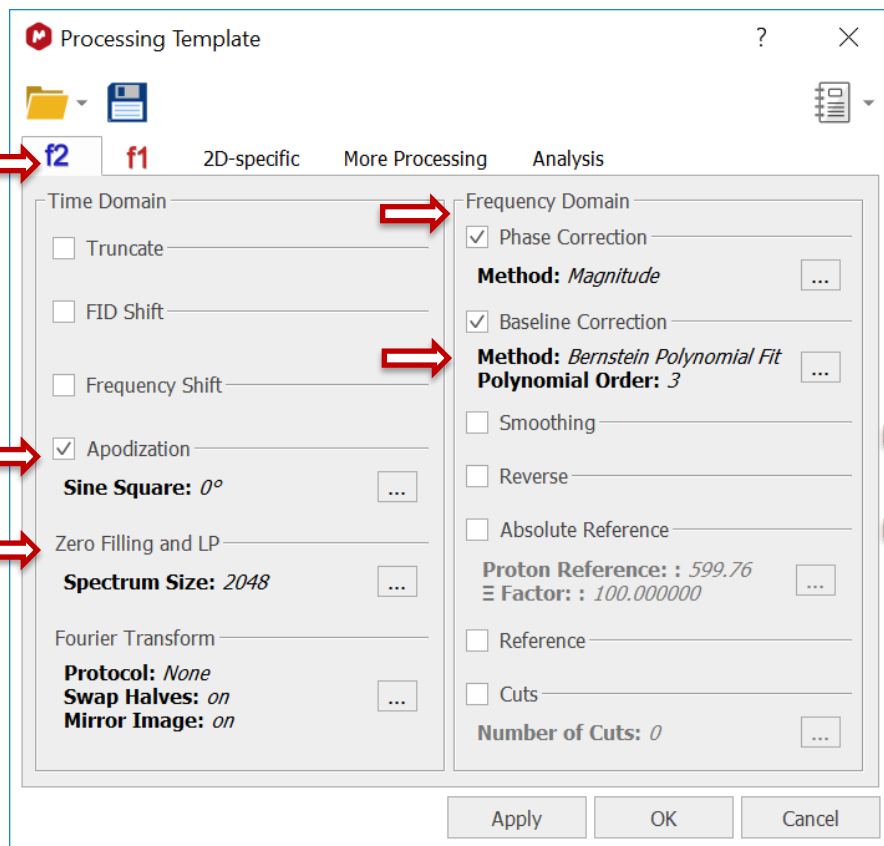 Processing Template
?
f2
f1
2D-specific
More Processing
Analysis
Time Domain
Truncate
FID Shift
Frequency Shift
Apodization
Sine Square: 0°
...
Zero Filling and LP
Spectrum Size: 2048
...
Fourier Transform
Protocol: None
Swap Halves: on
Mirror Image: on
...
Frequency Domain
Phase Correction
Method: Magnitude
...
Baseline Correction
Method: Bernstein Polynomial Fit
Polynomial Order: 3
...
Smoothing
Reverse
Absolute Reference
Proton Reference: : 599.76
Ξ Factor: : 100.000000
...
Reference
Cuts
Number of Cuts: 0
...
Apply
OK
Cancel